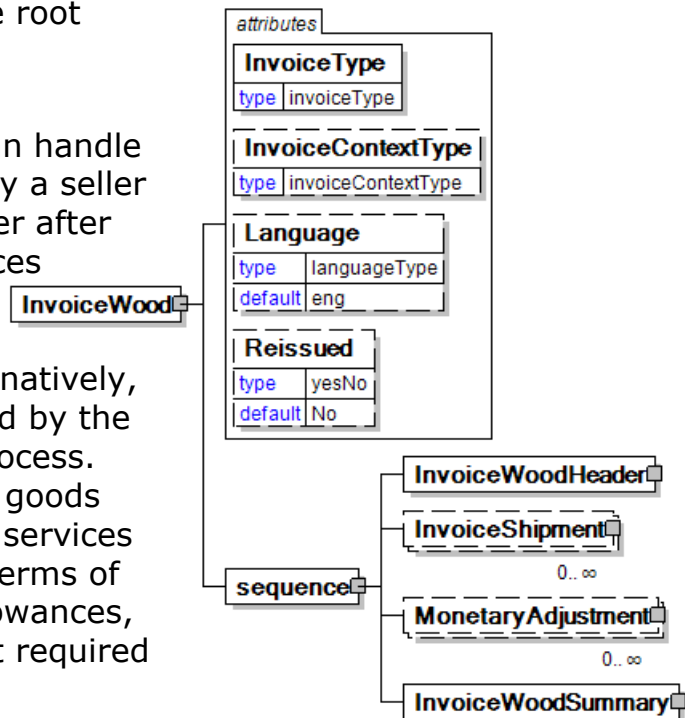 e root
n handle
y a seller
er after
ces
natively,
d by the
ocess.
goods
services
erms of
owances,
t required
InvoiceWood
attributes
InvoiceType
type invoiceType
InvoiceContextType
type invoiceContextType
Language
type languageType
default eng
Reissued
type yesNo
default No
sequence
InvoiceWoodHeader
InvoiceShipment
0.. ∞
MonetaryAdjustment
0.. ∞
InvoiceWoodSummary